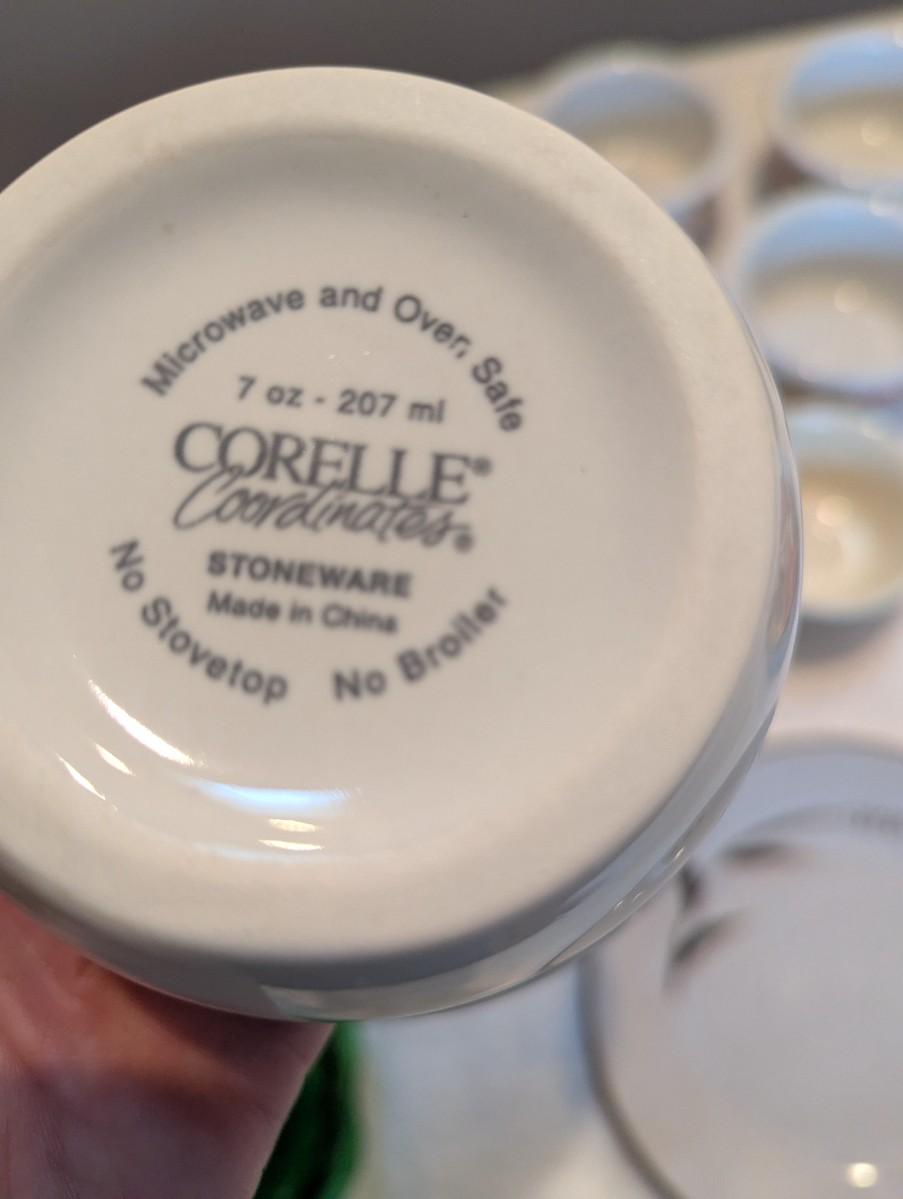 Microwave and Oven Safe
7 oz - 207 ml
CORELLE®
Coordinates®
STONEWARE
Made in China
No Stovetop No Broiler